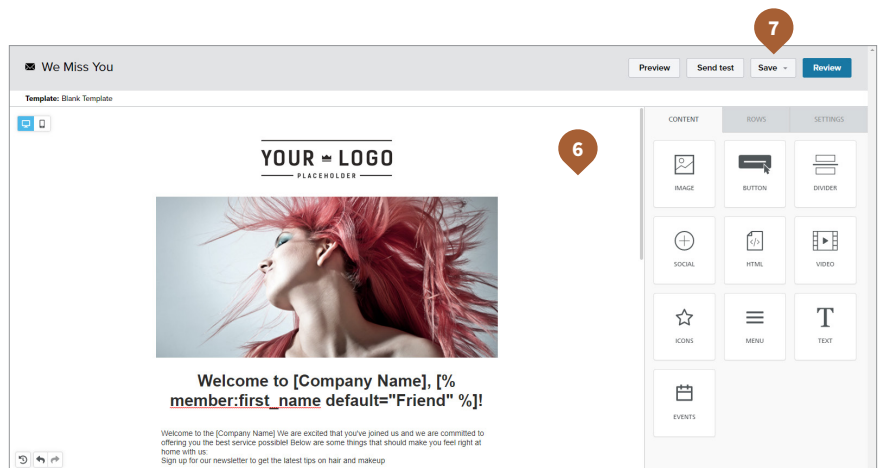 7
We Miss You
Preview
Send test
Save
Review
Template: Blank Template
CONTENT
ROWS
SETTINGS
6
YOUR LOGO
PLACEHOLDER
IMAGE
BUTTON
DIVIDER
SOCIAL
HTML
VIDEO
ICONS
MENU
T
TEXT
EVENTS
Welcome to [Company Name], [%
member:first_name default="Friend" %]!
Welcome to the [Company Name] We are excited that you've joined us and we are committed to
offering you the best service possible! Below are some things that should make you feel right at
home with us:
Sign up for our newsletter to get the latest tips on hair and makeup